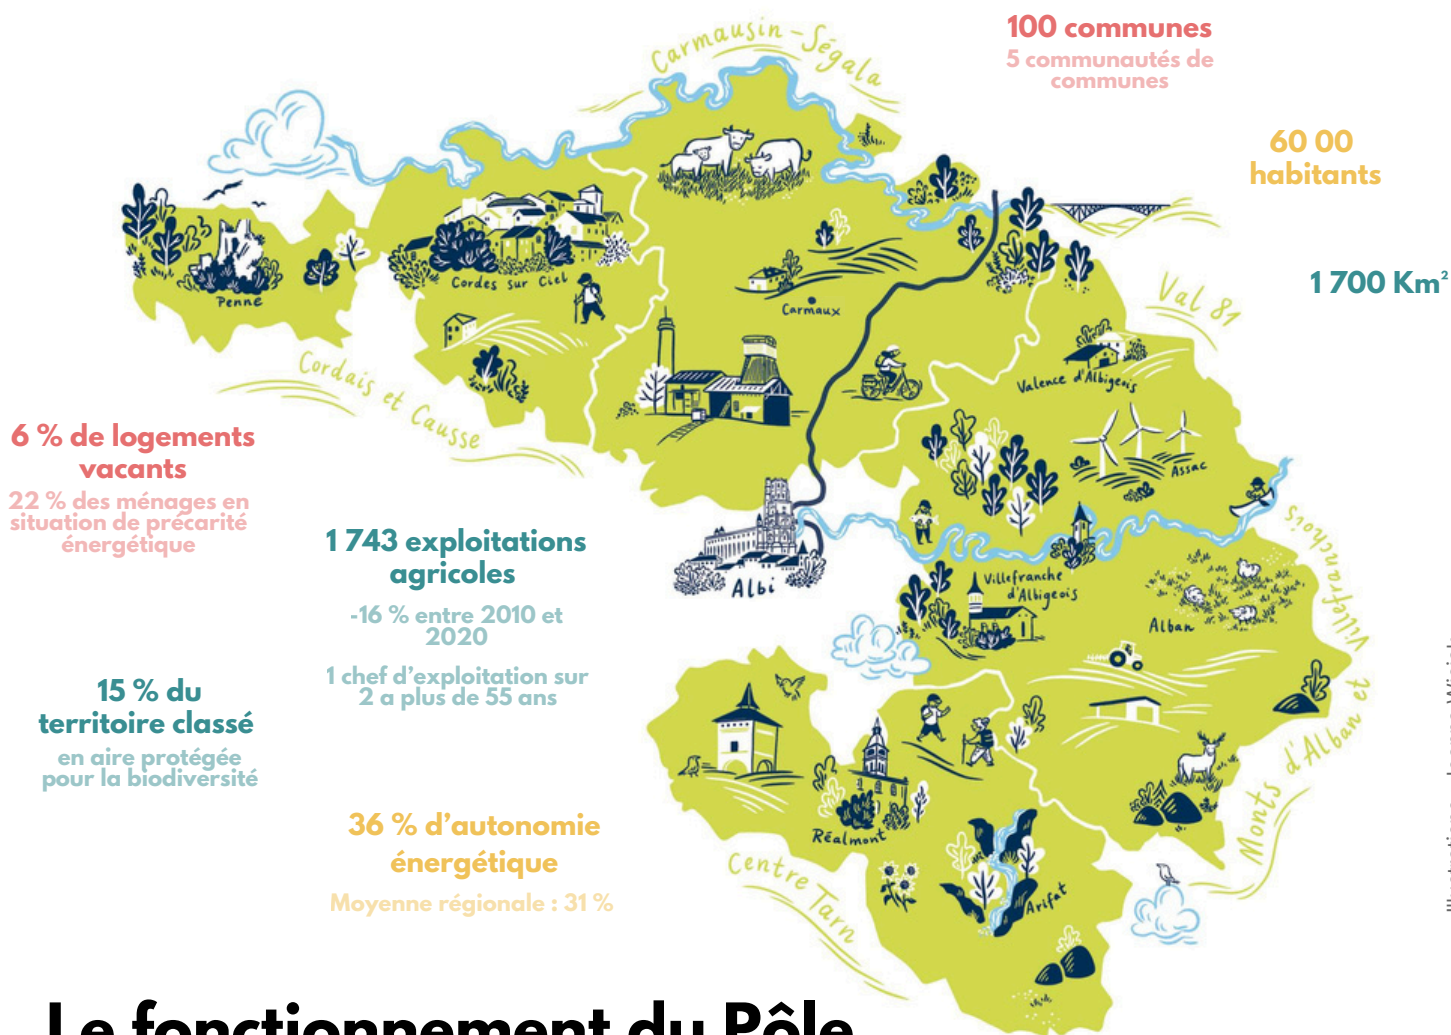 Carmausin-Ségala
100 communes
5 communautés de
communes
60 00
habitants
1 700 Km²
Val 81
Penne
Cordes sur Ciel
Carmaux
Valence d'Albigeois
Cordais et Causse
Assac
6 % de logements
vacants
22 % des ménages en
situation de précarité
énergétique
1 743 exploitations
agricoles
-16 % entre 2010 et
2020
1 chef d'exploitation sur
2 a plus de 55 ans
Albi
Villefranche
d'Albigeois
Alban
Monts d'Alban et Villefranchois
15 % du
territoire classé
en aire protégée
pour la biodiversité
36 % d'autonomie
énergétique
Moyenne régionale : 31 %
Réalmont
Centre Tarn
Arifat
Le fonctionnement du Pôle